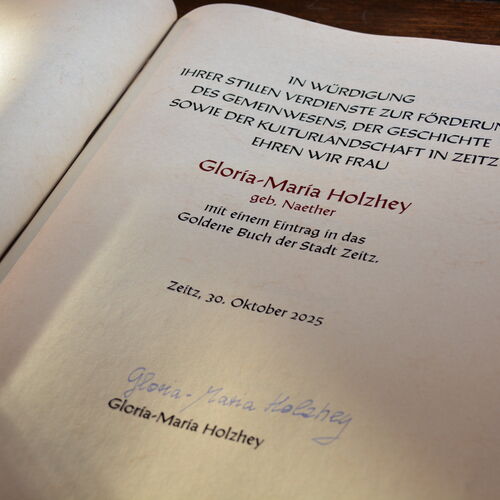 IN WÜRDIGUNG
IHRER STILLEN VERDIENSTE ZUR FÖRDERUN
DES GEMEINWESENS, DER GESCHICHTE
SOWIE DER KULTURLANDSCHAFT IN ZEITZ
EHREN WIR FRAU
Gloria-Maria Holzhey
geb. Naether
mit einem Eintrag in das
Goldene Buch der Stadt Zeitz.
Zeitz, 30. Oktober 2025
Gloria-Maria Holzhey
Gloria-Maria Holzhey